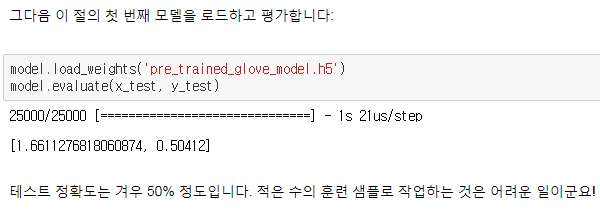 그다음 이 절의 첫 번째 모델을 로드하고 평가합니다:
model.load_weights('pre_trained_glove_model.h5')
model.evaluate(x_test, y_test)
25000/25000 [==============================] - 1s 21us/step
[1.6611276818060874, 0.50412]
테스트 정확도는 겨우 50% 정도입니다. 적은 수의 훈련 샘플로 작업하는 것은 어려운 일이군요!